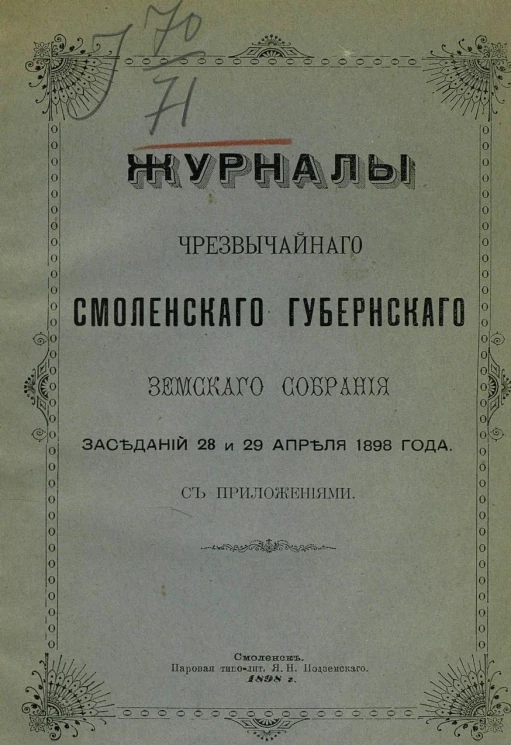 J 70
71
ЖУРНАЛЫ
ЧРЕЗВЫЧАЙНАГО
СМОЛЕНСКАГО ГУБЕРНСКАГО
ЗЕМСКАГО СОБРАНІЯ
ЗАСѢДАНІЙ 28 и 29 АПРѢЛЯ 1898 ГОДА.
СЪ ПРИЛОЖЕНІЯМИ.
Смоленскъ.
Паровая типо-лит. Я. Н. Подземскаго.
1898 г.